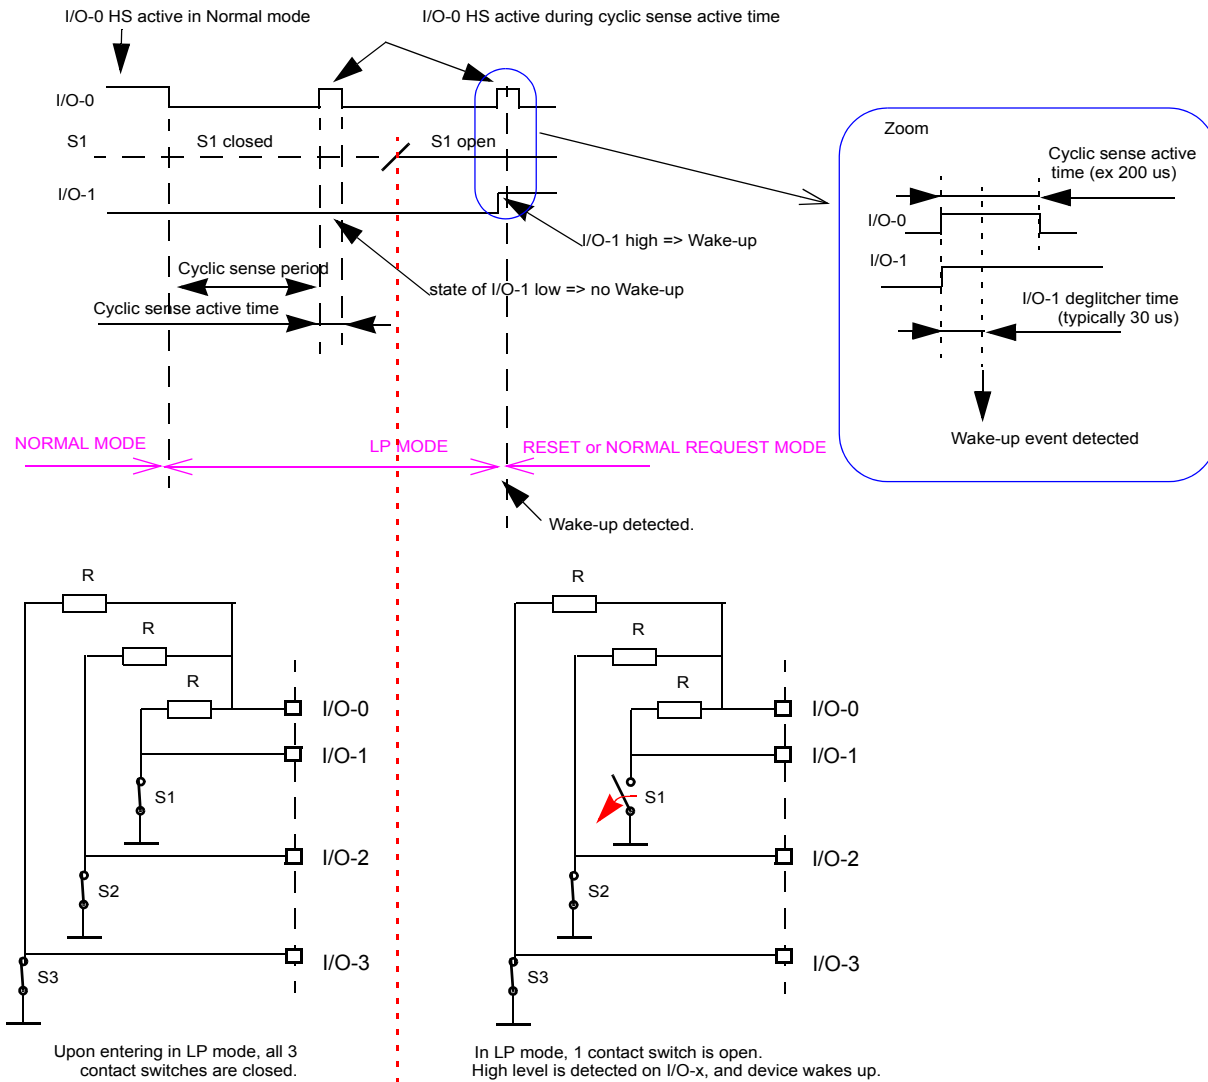 I/O-0 HS active in Normal mode
I/O-0 HS active during cyclic sense active time
I/O-0
S1
S1 closed
S1 open
I/O-1
I/O-1 high => Wake-up
Cyclic sense period
state of I/O-1 low => no Wake-up
Cyclic sense active time
Zoom
Cyclic sense active
time (ex 200 us)
I/O-0
I/O-1
I/O-1 deglitcher time
(typically 30 us)
Wake-up event detected
NORMAL MODE
LP MODE
RESET or NORMAL REQUEST MODE
Wake-up detected.
R
R
R
I/O-0
I/O-1
S1
I/O-2
S2
I/O-3
S3
Upon entering in LP mode, all 3
contact switches are closed.
R
R
R
I/O-0
I/O-1
S1
I/O-2
S2
I/O-3
S3
In LP mode, 1 contact switch is open.
High level is detected on I/O-x, and device wakes up.